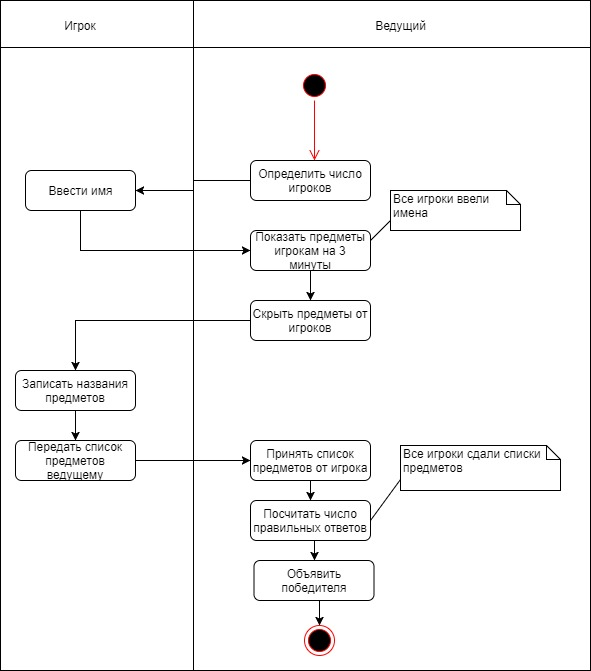 Игрок
Ведущий
Определить число
игроков
Ввести имя
Все игроки ввели
имена
Показать предметы
игрокам на 3
минуты
Скрыть предметы от
игроков
Записать названия
предметов
Передать список
предметов
ведущему
Принять список
предметов от игрока
Все игроки сдали списки
предметов
Посчитать число
правильных ответов
Объявить
победителя